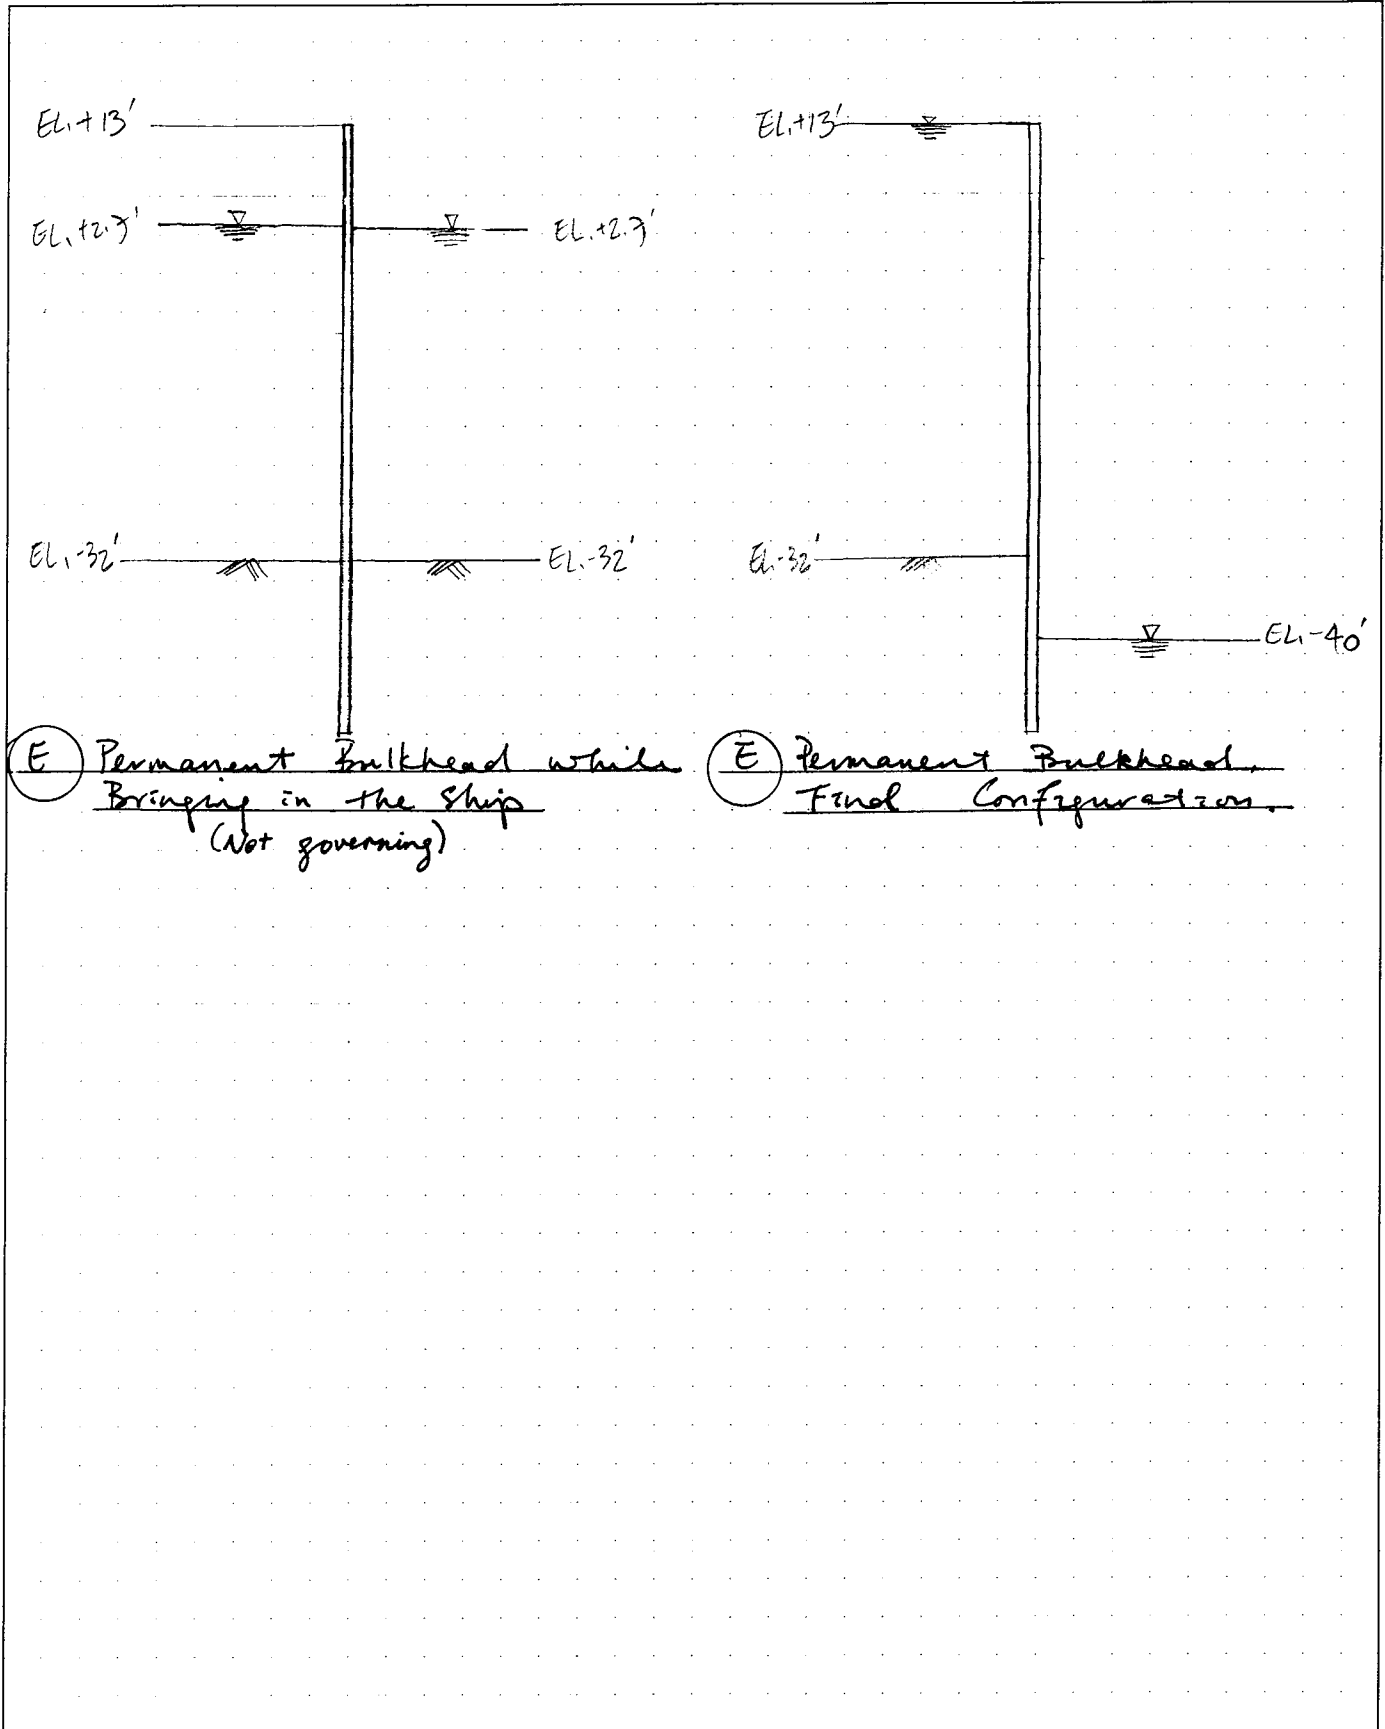 EL.+13'
EL.+2.7' EL.+2.7'
EL.-32' EL.-32'
E Permanent Bulkhead while
Bringing in the Ship
(Not governing)
EL.+13'
EL.-32'
EL.-40'
E Permanent Bulkhead.
Final Configuration.